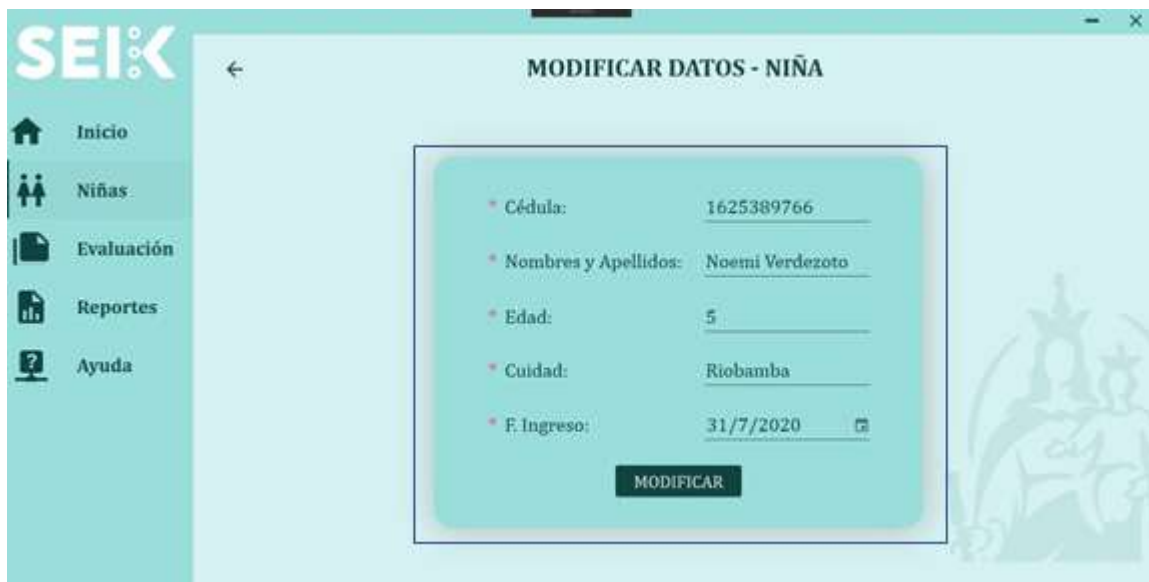 SEIK
MODIFICAR DATOS - NIÑA
Inicio
Niñas
Evaluación
Reportes
Ayuda
* Cédula: 1625389766
* Nombres y Apellidos: Noemi Verdezoto
* Edad: 5
* Cuidad: Riobamba
* F. Ingreso: 31/7/2020
MODIFICAR